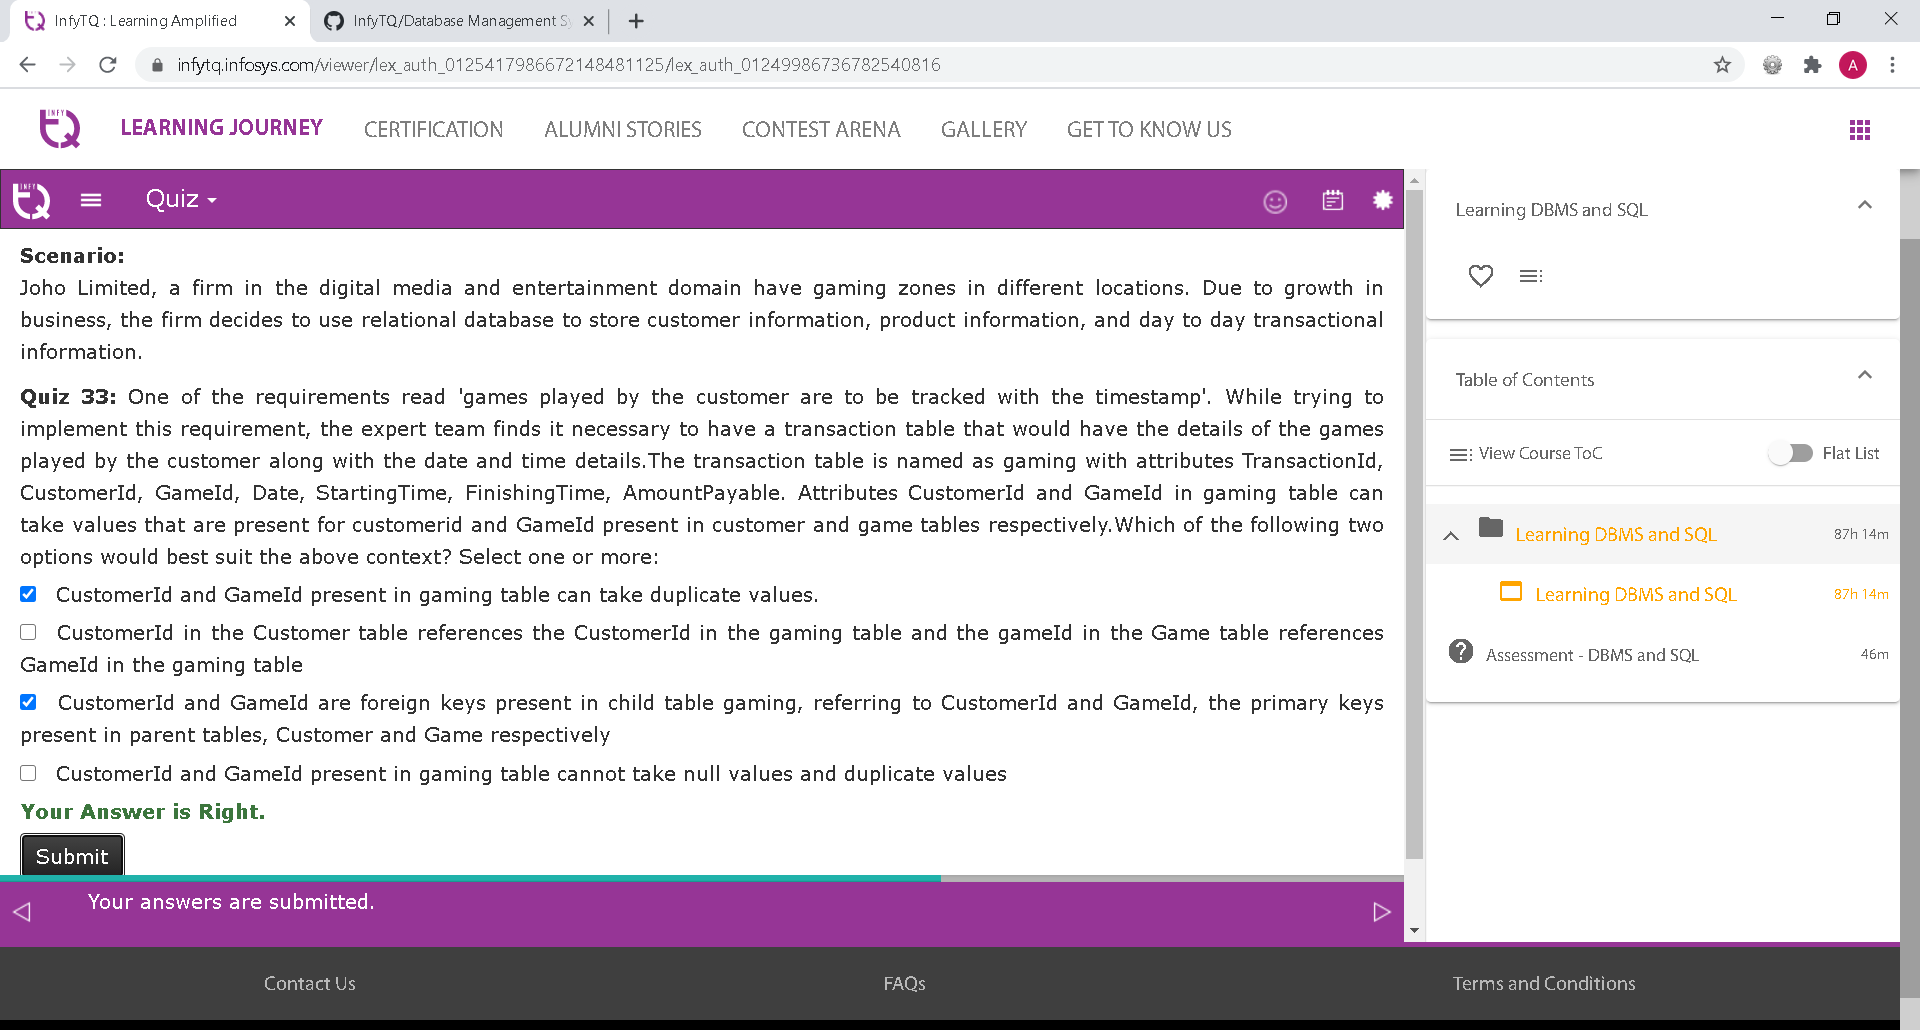 InfyTQ : Learning Amplified
InfyTQ/Database Management Sy
infytq.infosys.com/viewer/lex_auth_0125417986672148481125/lex_auth_01249986736782540816
A
INFY
TQ
LEARNING JOURNEY
CERTIFICATION
ALUMNI STORIES
CONTEST ARENA
GALLERY
GET TO KNOW US
INFY
TQ
Quiz
Scenario:
Joho Limited, a firm in the digital media and entertainment domain have gaming zones in different locations. Due to growth in
business, the firm decides to use relational database to store customer information, product information, and day to day transactional
information.
Quiz 33: One of the requirements read 'games played by the customer are to be tracked with the timestamp'. While trying to
implement this requirement, the expert team finds it necessary to have a transaction table that would have the details of the games
played by the customer along with the date and time details.The transaction table is named as gaming with attributes TransactionId,
CustomerId, GameId, Date, StartingTime, FinishingTime, AmountPayable. Attributes CustomerId and GameId in gaming table can
take values that are present for customerid and GameId present in customer and game tables respectively.Which of the following two
options would best suit the above context? Select one or more:
CustomerId and GameId present in gaming table can take duplicate values.
CustomerId in the Customer table references the CustomerId in the gaming table and the gameId in the Game table references
GameId in the gaming table
CustomerId and GameId are foreign keys present in child table gaming, referring to CustomerId and GameId, the primary keys
present in parent tables, Customer and Game respectively
CustomerId and GameId present in gaming table cannot take null values and duplicate values
Your Answer is Right.
Submit
Your answers are submitted.
Learning DBMS and SQL
Table of Contents
View Course ToC
Flat List
Learning DBMS and SQL
87h 14m
Learning DBMS and SQL
87h 14m
Assessment - DBMS and SQL
46m
Contact Us
FAQs
Terms and Conditions